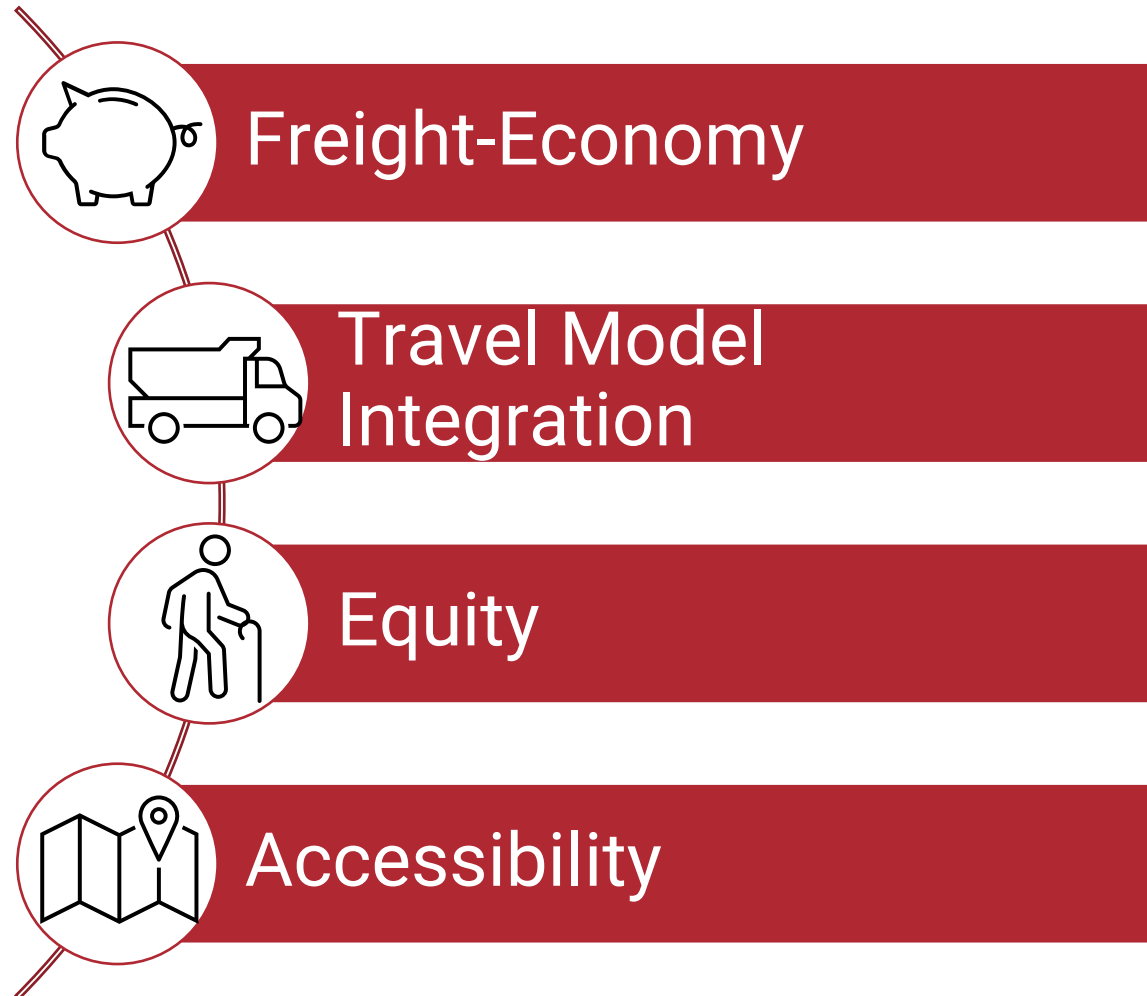 Freight-Economy
Travel Model
Integration
Equity
Accessibility